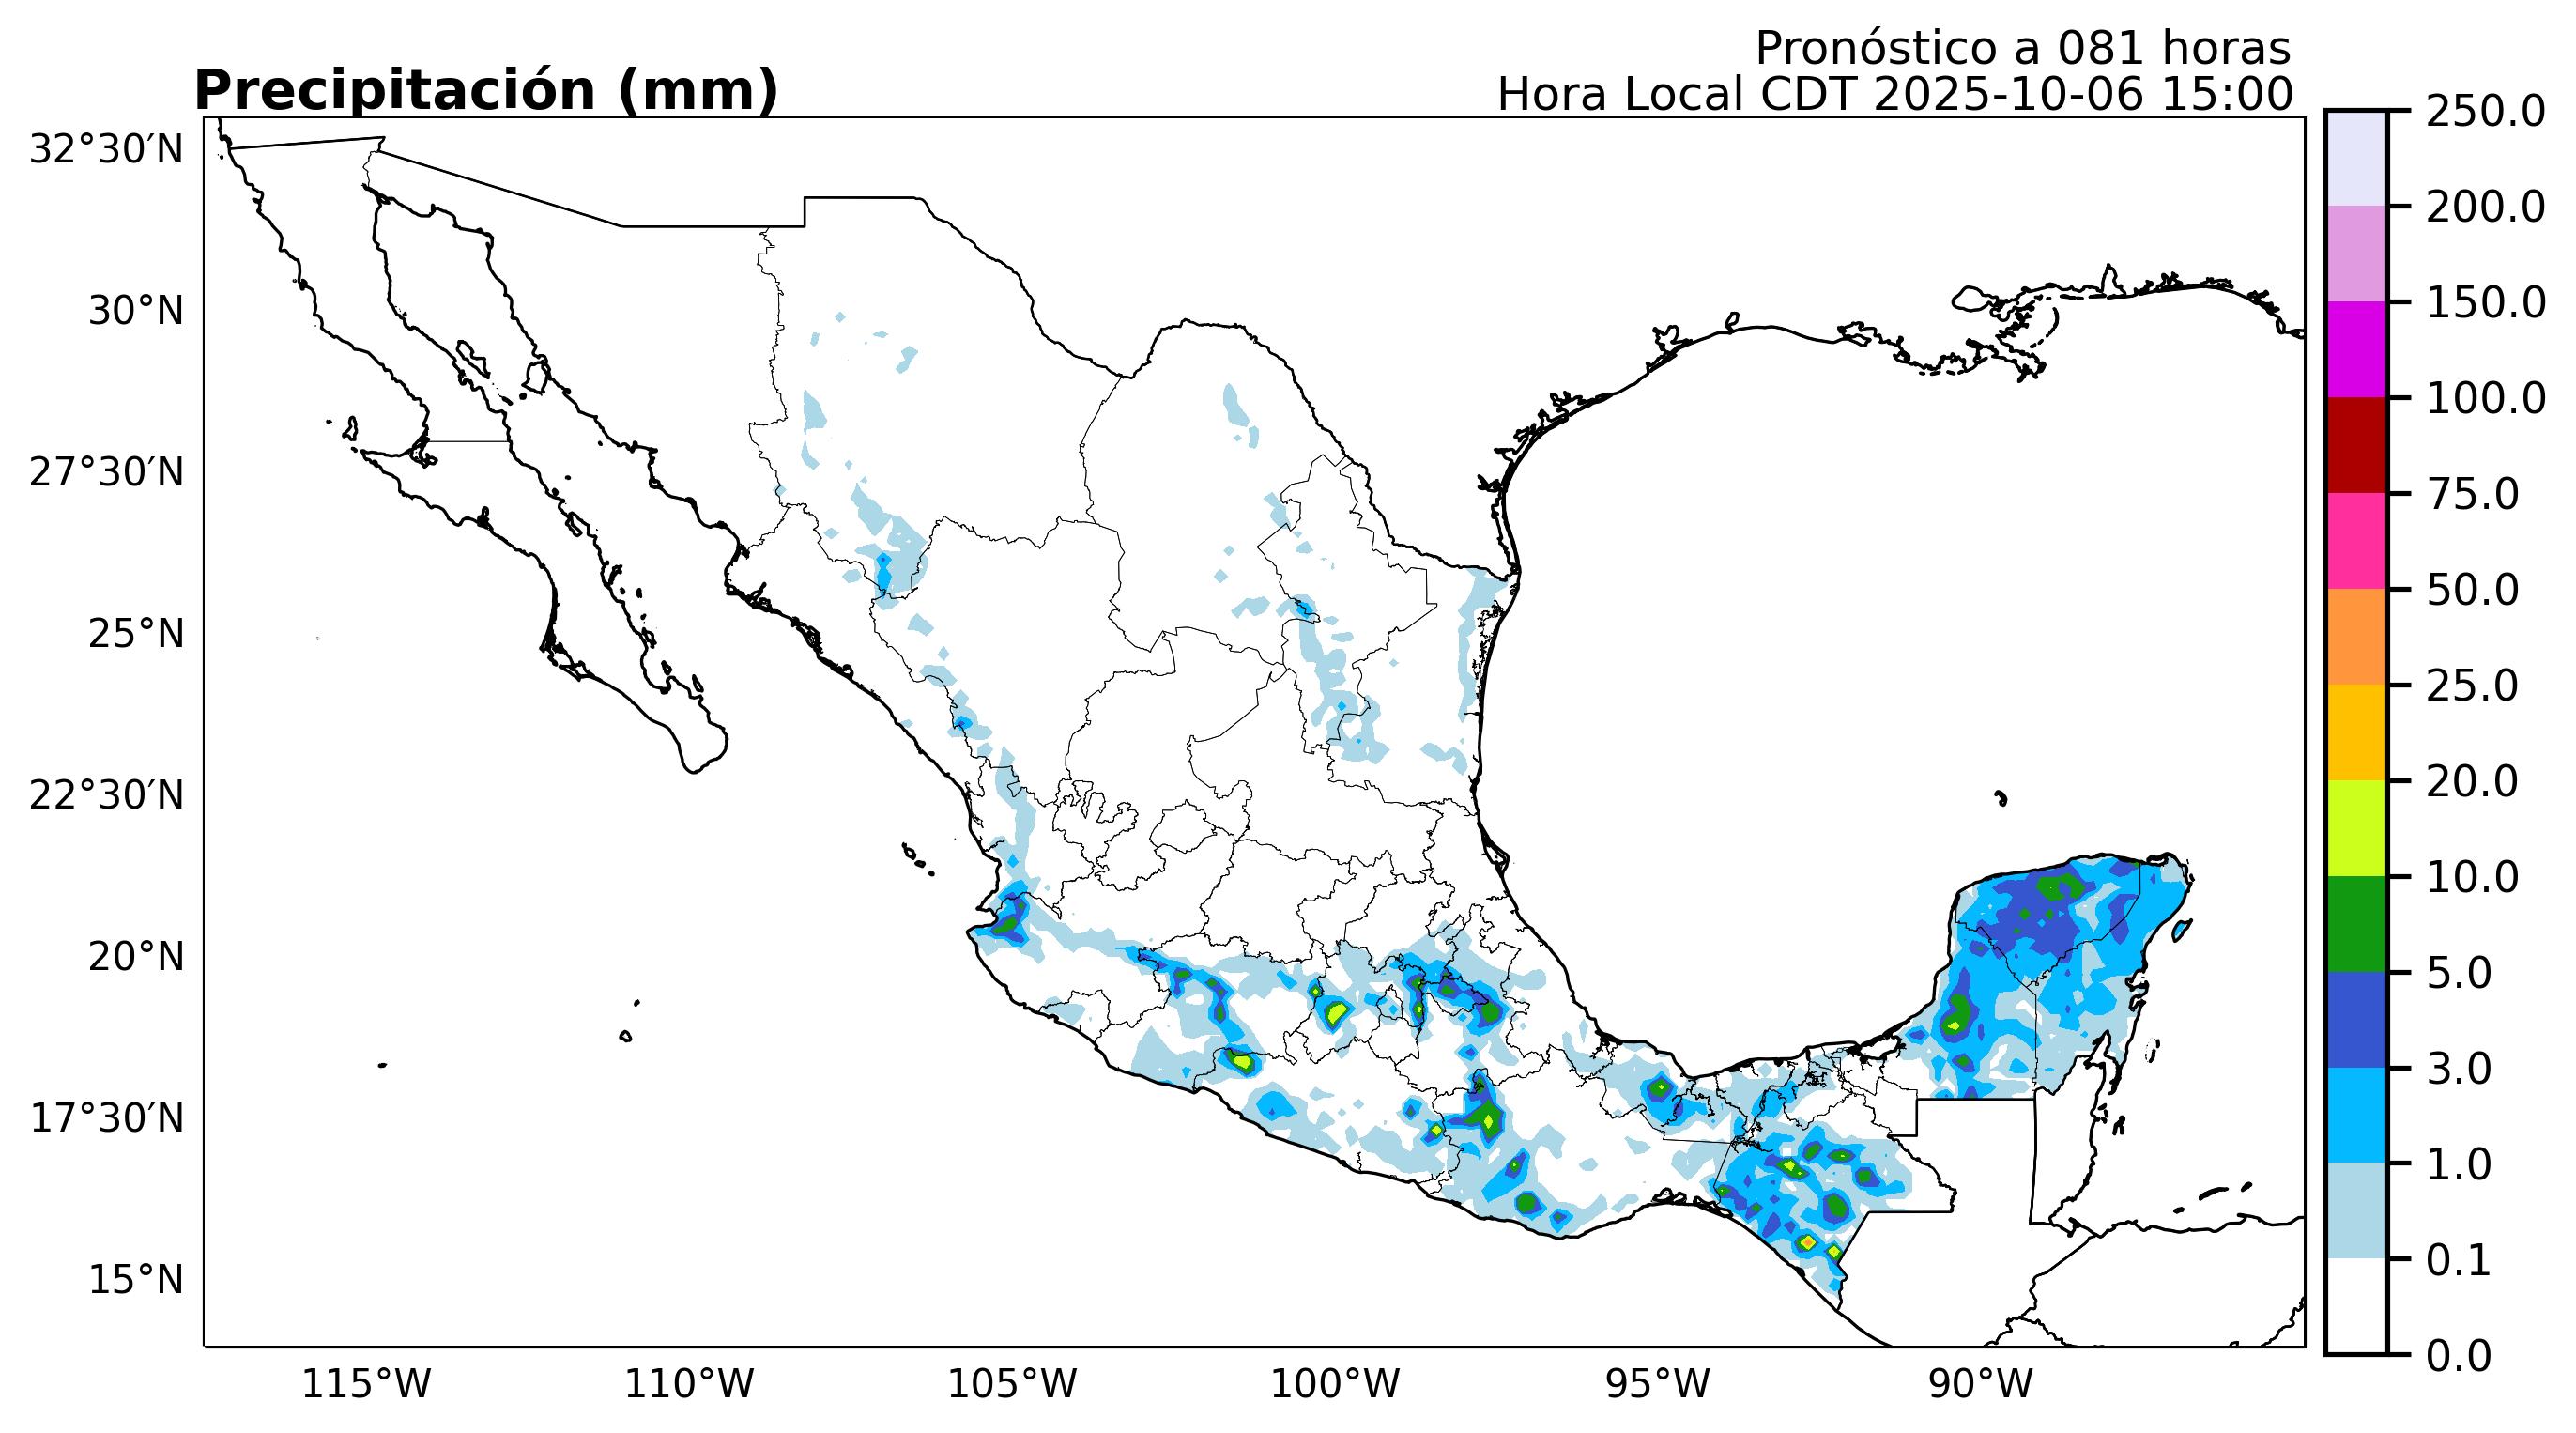 Pronóstico a 081 horas
Precipitación (mm)
Hora Local CDT 2025-10-06 15:00
32°30′N
30°N
27°30′N
25°N
22°30′N
20°N
17°30′N
15°N
115°W
110°W
105°W
100°W
95°W
90°W
250.0
200.0
150.0
100.0
75.0
50.0
25.0
20.0
10.0
5.0
3.0
1.0
0.1
0.0